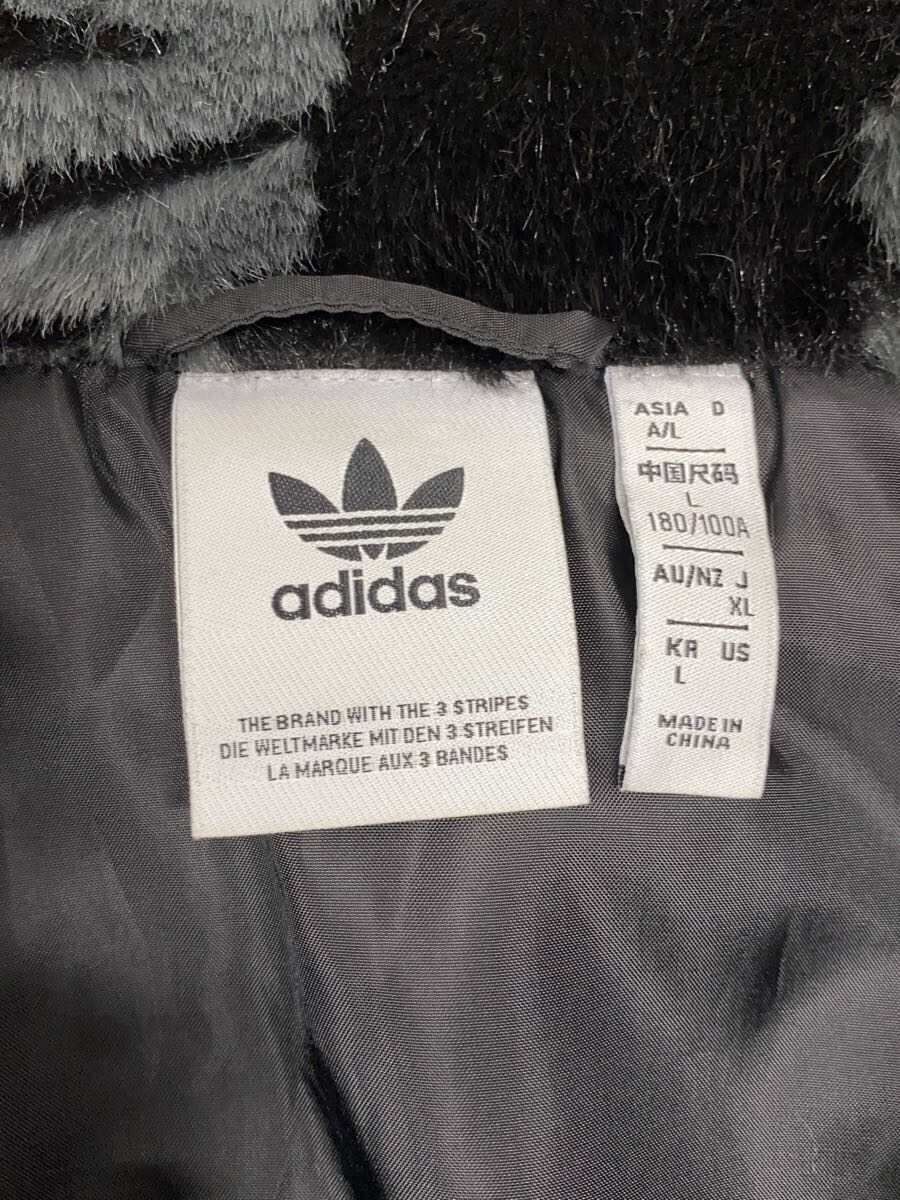 adidas
THE BRAND WITH THE 3 STRIPES
DIE WELTMARKE MIT DEN 3 STREIFEN
LA MARQUE AUX 3 BANDES
ASIA D
A/L
中国尺码
L
180/100A
AU/NZ J
XL
KR US
L
MADE IN
CHINA